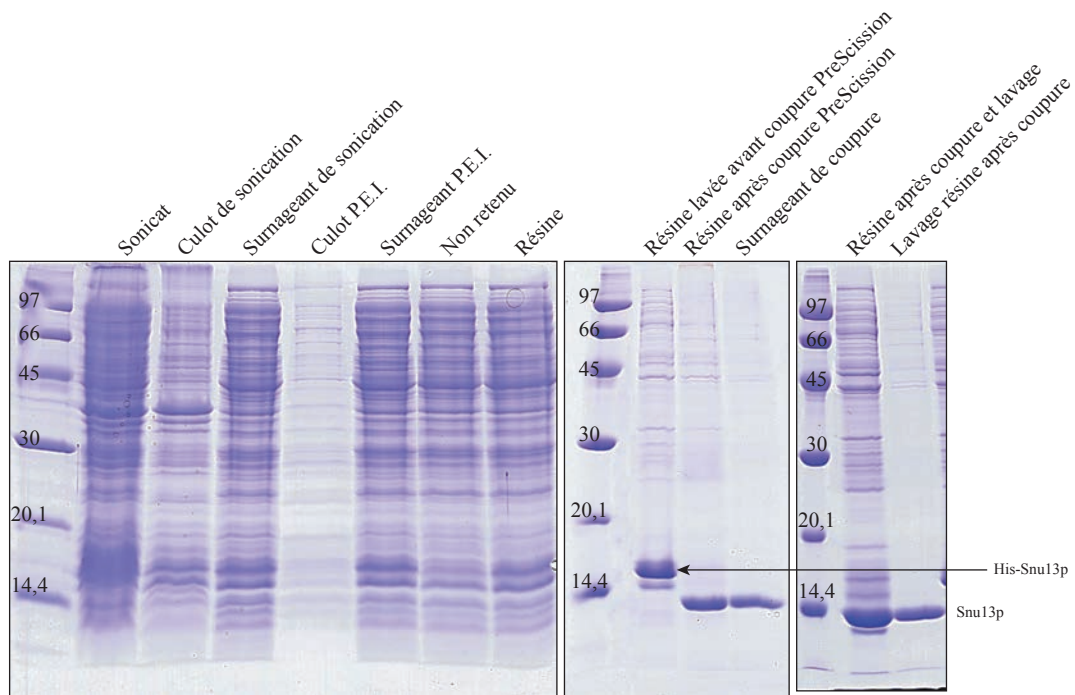 Sonicat
Culot de sonication
Surnageant de sonication
Culot P.E.I.
Surnageant P.E.I.
Non retenu
Résine
Résine lavée avant coupure PreScission
Résine après coupure PreScission
Surnageant de coupure
Résine après coupure et lavage
Lavage résine après coupure
97
66
45
30
20,1
14,4
97
66
45
30
20,1
14,4
97
66
45
30
20,1
14,4
His-Snu13p
Snu13p